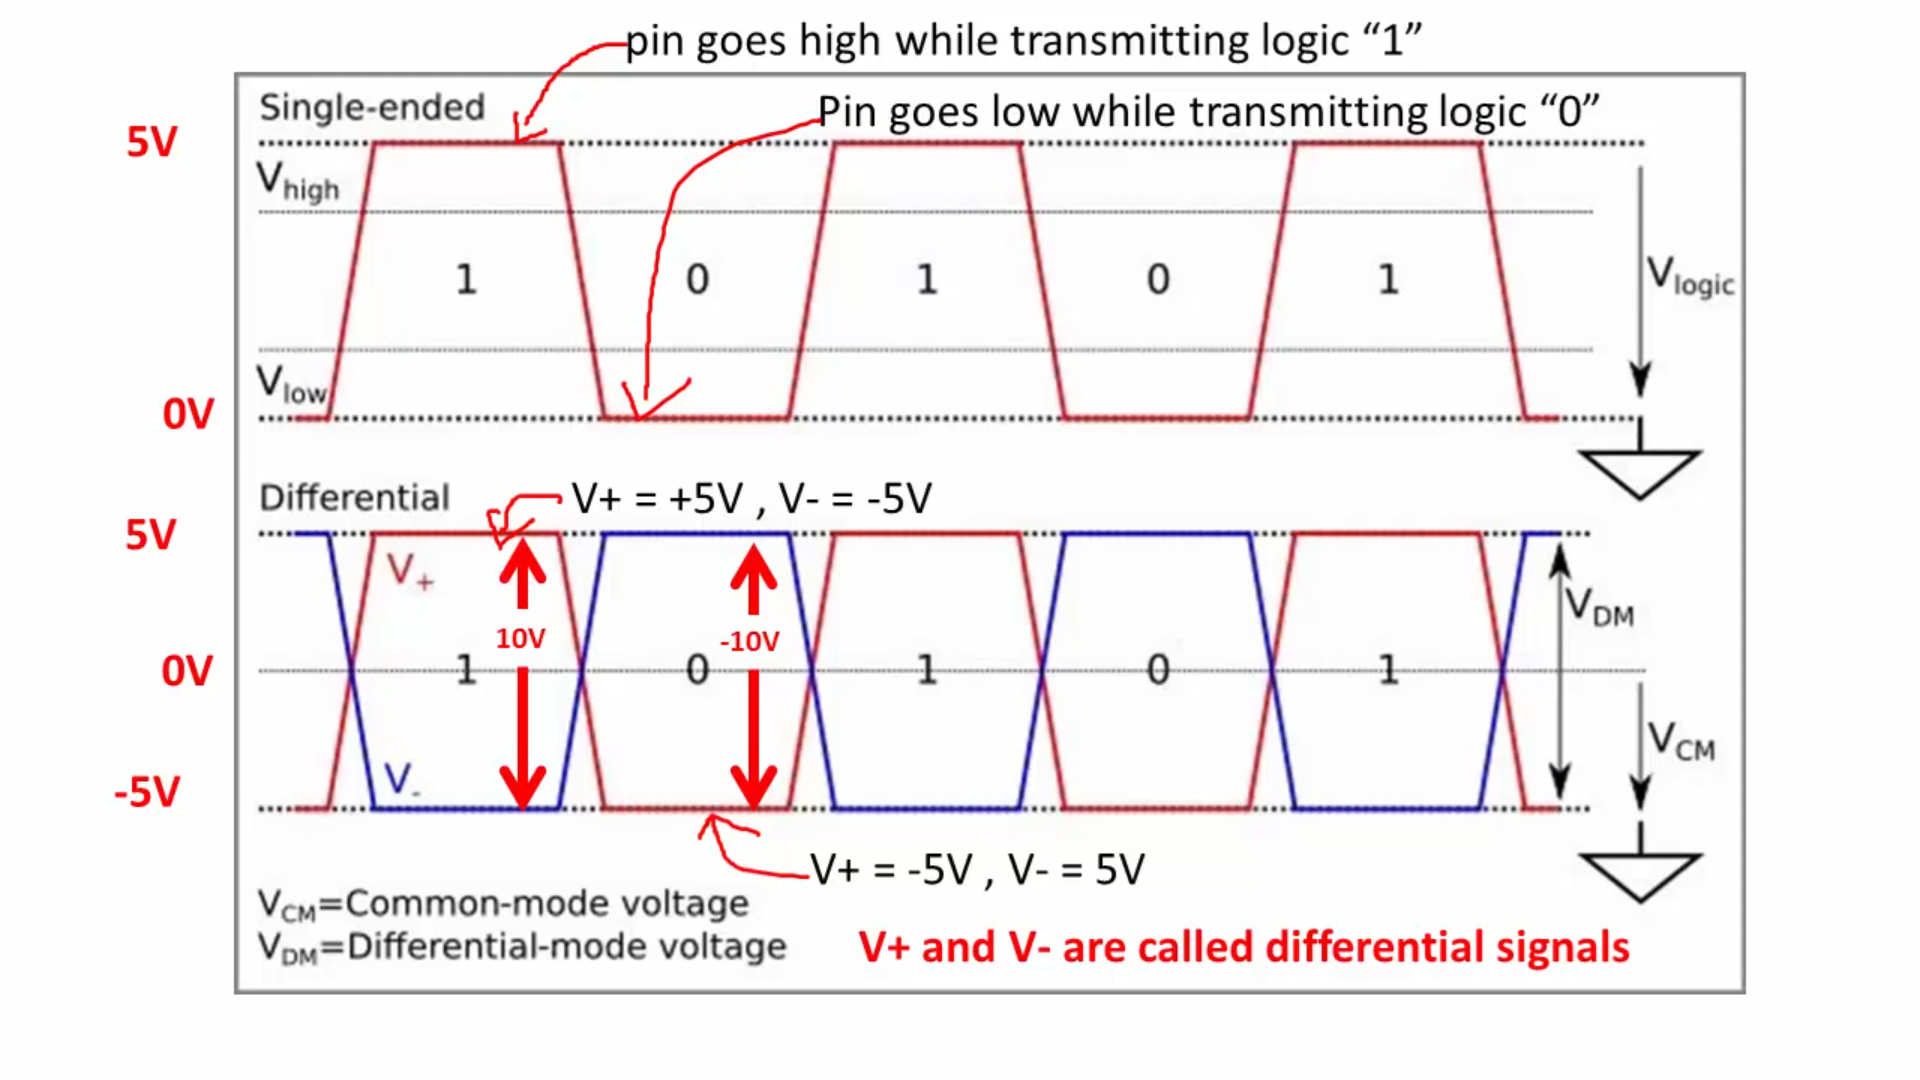 pin goes high while transmitting logic “1”
Single-ended
Pin goes low while transmitting logic “0”
5V
Vhigh
1 0 1 0 1
Vlogic
Vlow
0V
Differential
V+ = +5V , V- = -5V
5V
V+
VDM
10V
-10V
0V
1 0 1 0 1
VCM
V-
-5V
V+ = -5V , V- = 5V
VCM=Common-mode voltage
VDM=Differential-mode voltage
V+ and V- are called differential signals